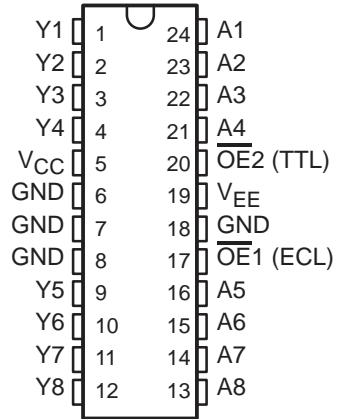 Y1 1 24 A1
Y2 2 23 A2
Y3 3 22 A3
Y4 4 21 A4
VCC 5 20 O̅E̅2 (TTL)
GND 6 19 VEE
GND 7 18 GND
GND 8 17 O̅E̅1 (ECL)
Y5 9 16 A5
Y6 10 15 A6
Y7 11 14 A7
Y8 12 13 A8